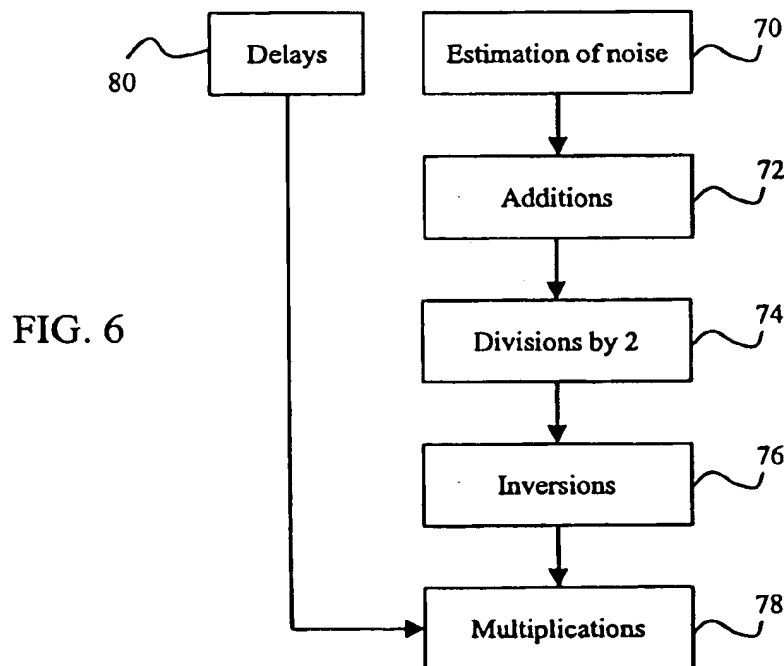 Delays
80
Estimation of noise
70
Additions
72
FIG. 6
Divisions by 2
74
Inversions
76
Multiplications
78